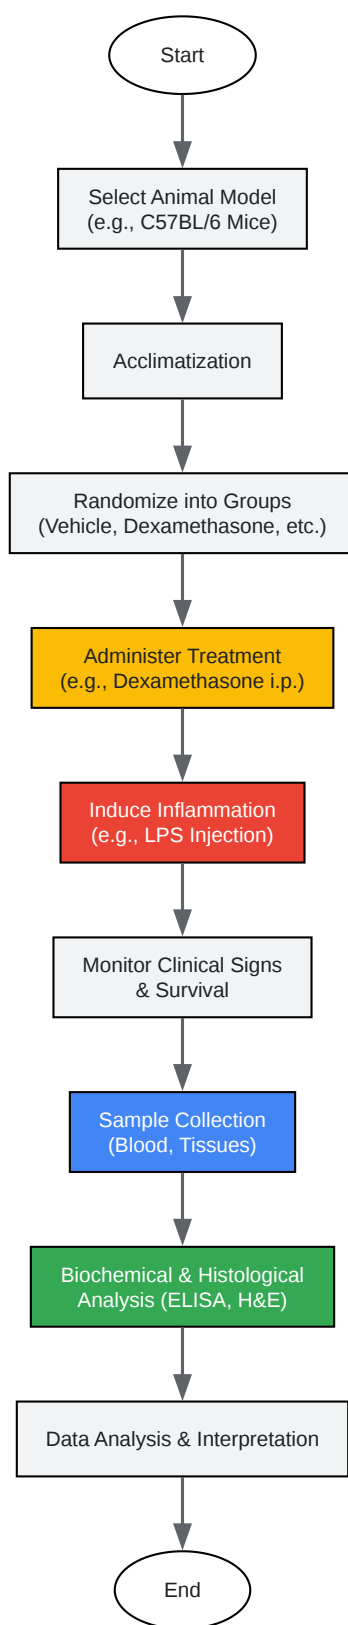 Start
Select Animal Model
(e.g., C57BL/6 Mice)
Acclimatization
Randomize into Groups
(Vehicle, Dexamethasone, etc.)
Administer Treatment
(e.g., Dexamethasone i.p.)
Induce Inflammation
(e.g., LPS Injection)
Monitor Clinical Signs
& Survival
Sample Collection
(Blood, Tissues)
Biochemical & Histological
Analysis (ELISA, H&E)
Data Analysis & Interpretation
End